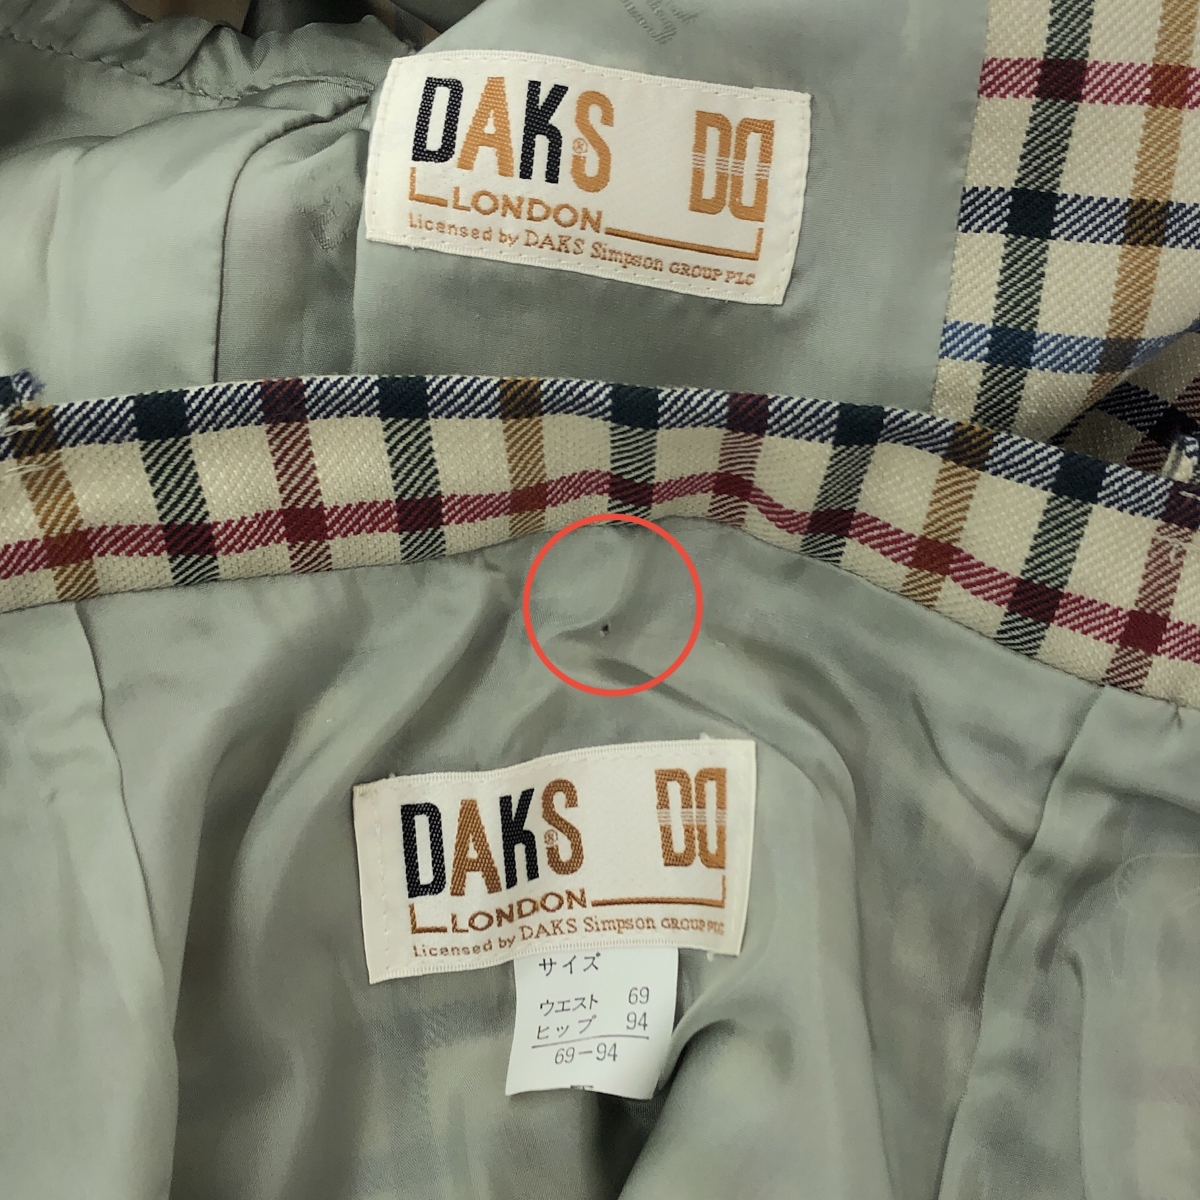 DAKS® DD
LONDON
Licensed by DAKS Simpson GROUP PLC
DAKS® DD
LONDON
Licensed by DAKS Simpson GROUP PLC
サイズ
ウエスト 69
ヒップ 94
69-94